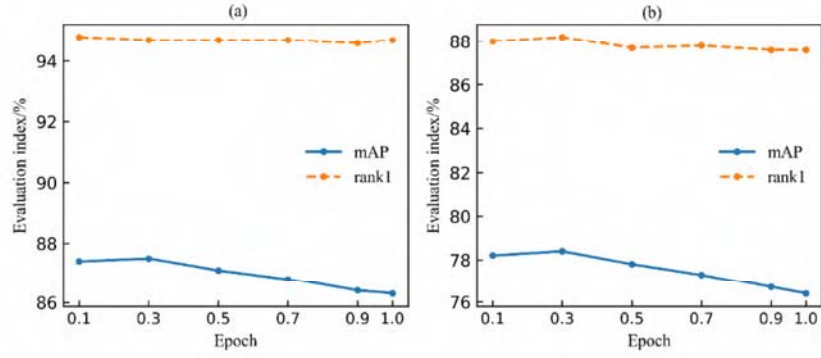 (a)
Evaluation index/%
94
92
90
88
86
mAP
rank1
0.1 0.3 0.5 0.7 0.9 1.0
Epoch
(b)
Evaluation index/%
88
86
84
82
80
78
76
mAP
rank1
0.1 0.3 0.5 0.7 0.9 1.0
Epoch